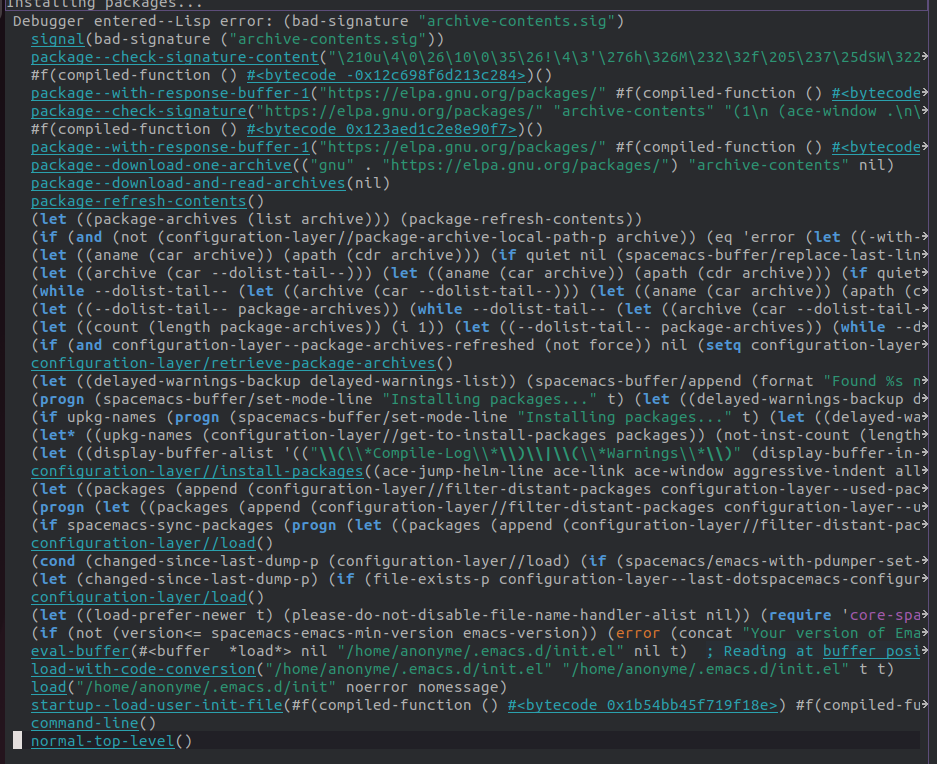 Installing packages...
Debugger entered--Lisp error: (bad-signature "archive-contents.sig")
signal(bad-signature ("archive-contents.sig"))
package--check-signature-content("\210u\4\0\26\10\0\35\26!\4\3'\276h\326M\232\32f\205\237\25dSW\322
#f(compiled-function () #<bytecode -0x12c698f6d213c284>)()
package--with-response-buffer-1("https://elpa.gnu.org/packages/" #f(compiled-function () #<bytecode
package--check-signature("https://elpa.gnu.org/packages/" "archive-contents" "(1\n (ace-window .\n\
#f(compiled-function () #<bytecode 0x123aed1c2e8e90f7>)()
package--with-response-buffer-1("https://elpa.gnu.org/packages/" #f(compiled-function () #<bytecode
package--download-one-archive(("gnu" . "https://elpa.gnu.org/packages/") "archive-contents" nil)
package--download-and-read-archives(nil)
package-refresh-contents()
(let ((package-archives (list archive))) (package-refresh-contents))
(if (and (not (configuration-layer//package-archive-local-path-p archive)) (eq 'error (let ((-with-
(let ((aname (car archive)) (apath (cdr archive))) (if quiet nil (spacemacs-buffer/replace-last-lin
(let ((archive (car --dolist-tail--))) (let ((aname (car archive)) (apath (cdr archive))) (if quiet
(while --dolist-tail-- (let ((archive (car --dolist-tail--))) (let ((aname (car archive)) (apath (c
(let ((--dolist-tail-- package-archives)) (while --dolist-tail-- (let ((archive (car --dolist-tail-
(let ((count (length package-archives)) (i 1)) (let ((--dolist-tail-- package-archives)) (while --d
(if (and configuration-layer--package-archives-refreshed (not force)) nil (setq configuration-layer
configuration-layer/retrieve-package-archives()
(let ((delayed-warnings-backup delayed-warnings-list)) (spacemacs-buffer/append (format "Found %s n
(progn (spacemacs-buffer/set-mode-line "Installing packages..." t) (let ((delayed-warnings-backup d
(if upkg-names (progn (spacemacs-buffer/set-mode-line "Installing packages..." t) (let ((delayed-wa
(let* ((upkg-names (configuration-layer//get-to-install-packages packages)) (not-inst-count (length
(let ((display-buffer-alist '(("\\(\\*Compile-Log\\*\\)\\|\\(\\*Warnings\\*\\)" (display-buffer-in-
configuration-layer//install-packages((ace-jump-helm-line ace-link ace-window aggressive-indent all
(let ((packages (append (configuration-layer//filter-distant-packages configuration-layer--used-pac
(progn (let ((packages (append (configuration-layer//filter-distant-packages configuration-layer--u
(if spacemacs-sync-packages (progn (let ((packages (append (configuration-layer//filter-distant-pac
configuration-layer//load()
(cond (changed-since-last-dump-p (configuration-layer//load) (if (spacemacs/emacs-with-pdumper-set-
(let (changed-since-last-dump-p) (if (file-exists-p configuration-layer--last-dotspacemacs-configur
configuration-layer/load()
(let ((load-prefer-newer t) (please-do-not-disable-file-name-handler-alist nil)) (require 'core-spa
(if (not (version<= spacemacs-emacs-min-version emacs-version)) (error (concat "Your version of Ema
eval-buffer(#<buffer  *load*> nil "/home/anonyme/.emacs.d/init.el" nil t)  ; Reading at buffer posi
load-with-code-conversion("/home/anonyme/.emacs.d/init.el" "/home/anonyme/.emacs.d/init.el" t t)
load("/home/anonyme/.emacs.d/init" noerror nomessage)
startup--load-user-init-file(#f(compiled-function () #<bytecode 0x1b54bb45f719f18e>) #f(compiled-fu
command-line()
normal-top-level()